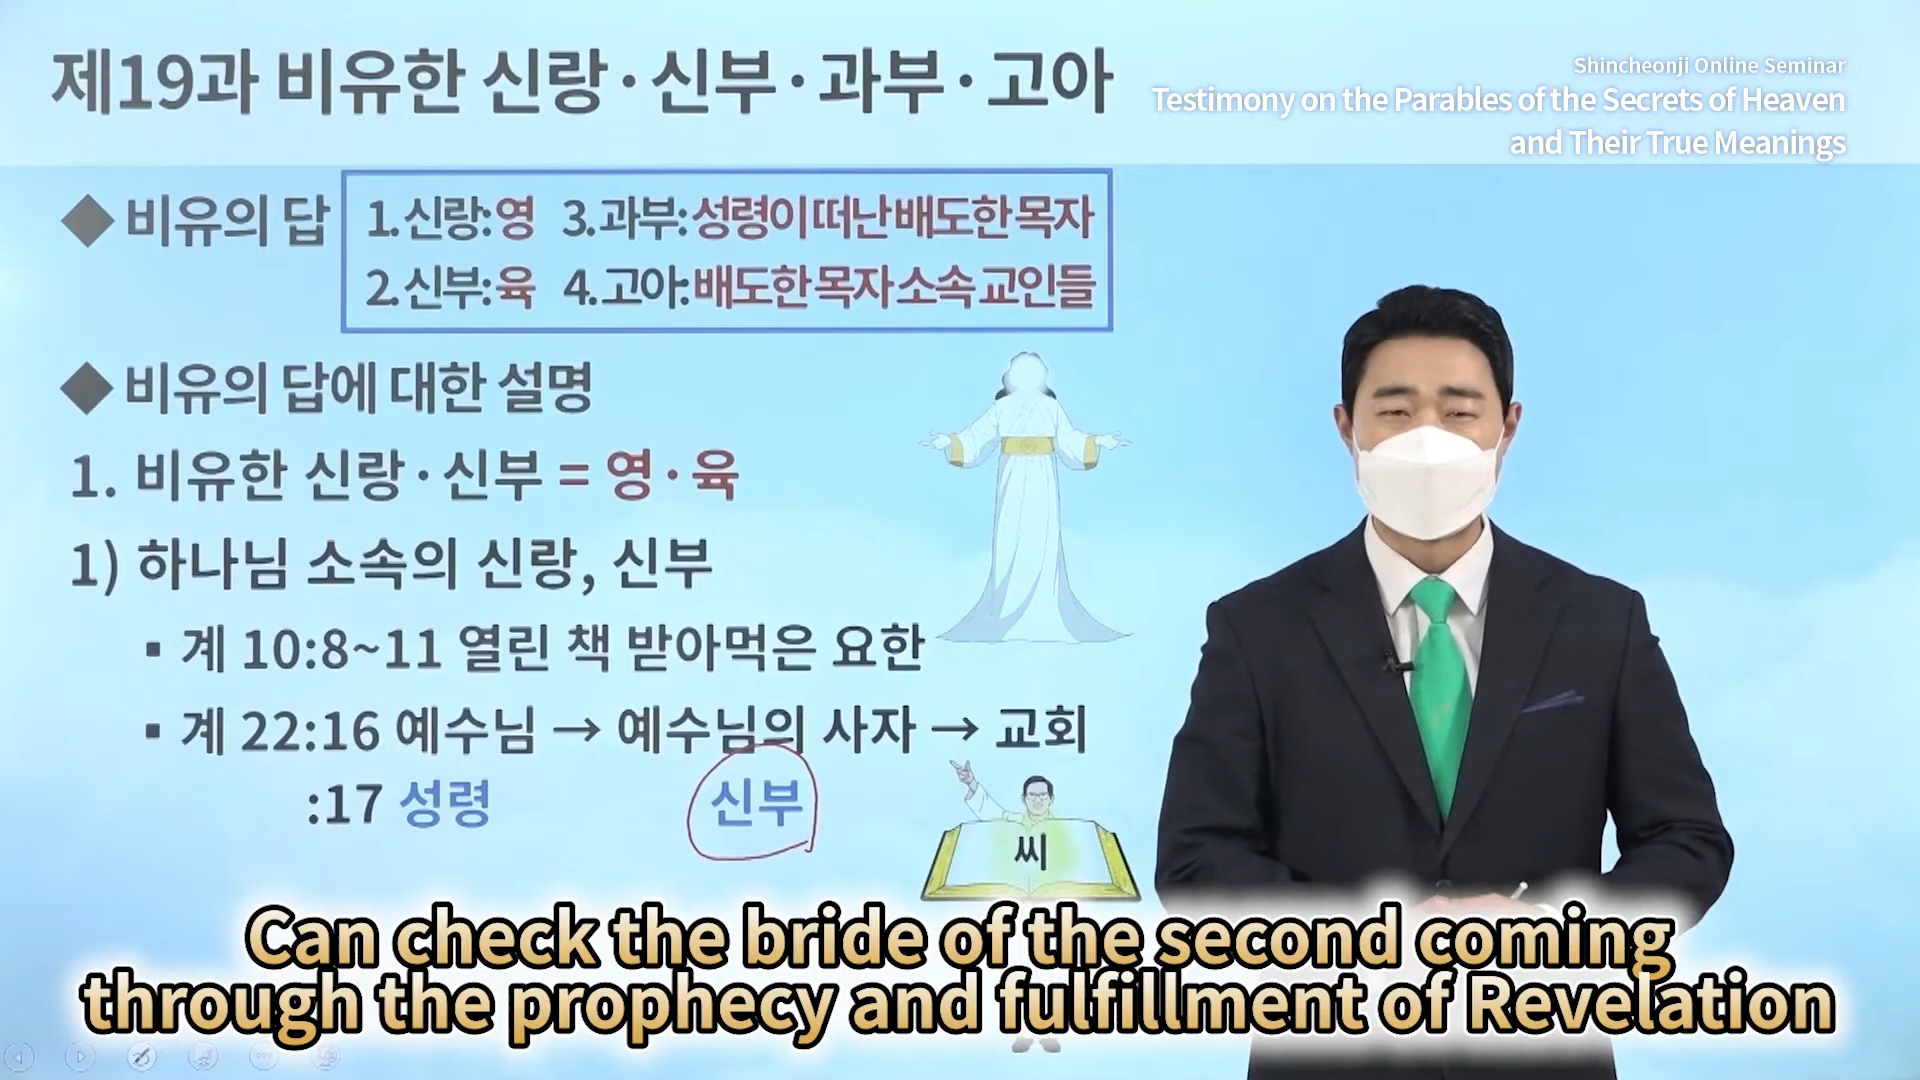 제19과 비유한 신랑·신부·과부·고아
Shincheonji Online Seminar
Testimony on the Parables of the Secrets of Heaven
and Their True Meanings
◆ 비유의 답
1. 신랑: 영 3. 과부: 성령이 떠난 배도한 목자
2. 신부: 육 4. 고아: 배도한 목자 소속 교인들
◆ 비유의 답에 대한 설명
1. 비유한 신랑·신부 = 영·육
1) 하나님 소속의 신랑, 신부
▪ 계 10:8~11 열린 책 받아먹은 요한
▪ 계 22:16 예수님 → 예수님의 사자 → 교회
:17 성령 신부
씨
Can check the bride of the second coming
through the prophecy and fulfillment of Revelation